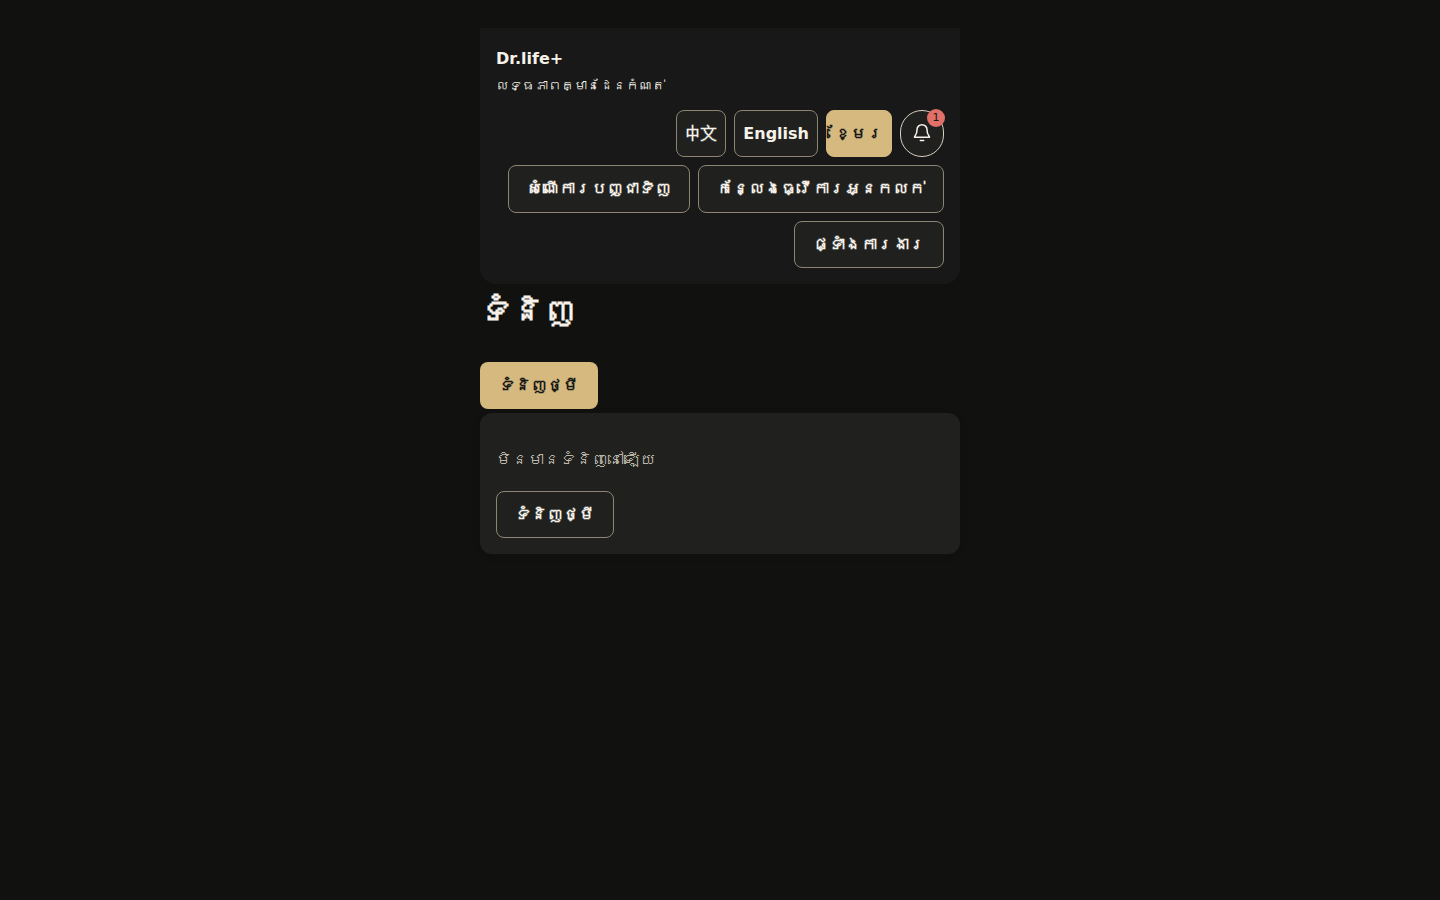 Dr.life+
លទ្ធភាពគ្មានដែនកំណត់
中文 English ខ្មែរ 1
សំណើការបញ្ជាទិញ កន្លែងធ្វើការអ្នកលក់
ផ្ទាំងការងារ
ទំនិញ
ទំនិញថ្មី
មិនមានទំនិញនៅឡើយ
ទំនិញថ្មី